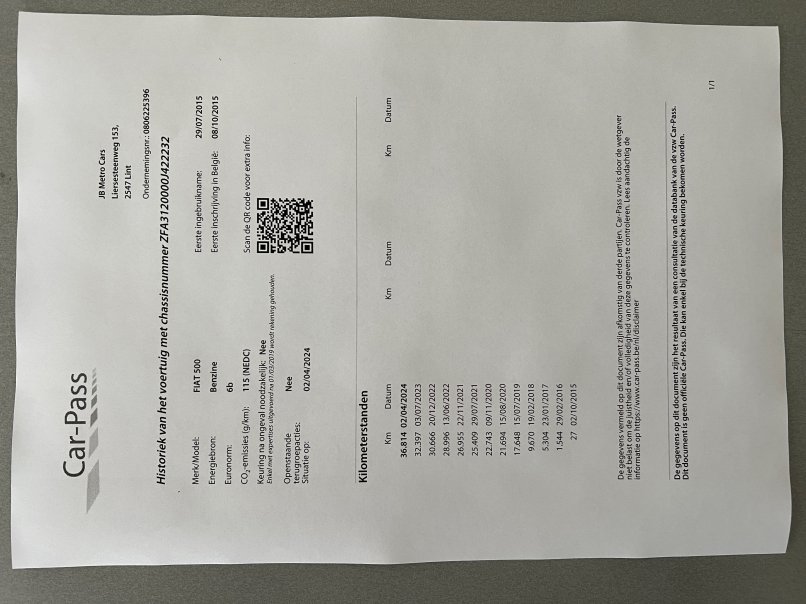 Car-Pass
JB Metro Cars
Liersesteenweg 153,
2547 Lint
Ondernemingsnr.: 0806225396
Historiek van het voertuig met chassisnummer ZFA3120000J422232
Merk/Model: FIAT 500
Energiebron: Benzine
Euronorm: 6b
CO2-emissies (g/km): 115 (NEDC)
Keuring na ongeval noodzakelijk: Nee
Enkel met expertises uitgevoerd na 01/03/2019 wordt rekening gehouden.
Openstaande Nee
terugroepacties:
Situatie op: 02/04/2024
Eerste ingebruikname: 29/07/2015
Eerste inschrijving in België: 08/10/2015
Scan de QR code voor extra info:
Kilometerstanden
Km Datum Km Datum Km Datum
36.814 02/04/2024
32.397 03/07/2023
30.666 20/12/2022
28.996 13/06/2022
26.955 22/11/2021
25.409 29/07/2021
22.743 09/11/2020
21.694 15/08/2020
17.648 15/07/2019
9.670 19/02/2018
5.304 23/01/2017
1.544 29/02/2016
27 02/10/2015
De gegevens vermeld op dit document zijn afkomstig van derde partijen. Car-Pass vzw is door de wetgever
niet belast om de juistheid en/of volledigheid van deze gegevens te controleren. Lees aandachtig de
informatie op https://www.car-pass.be/nl/disclaimer
De gegevens op dit document zijn het resultaat van een consultatie van de databank van de vzw Car-Pass.
Dit document is geen officiële Car-Pass. Die kan enkel bij de technische keuring bekomen worden.
1/1